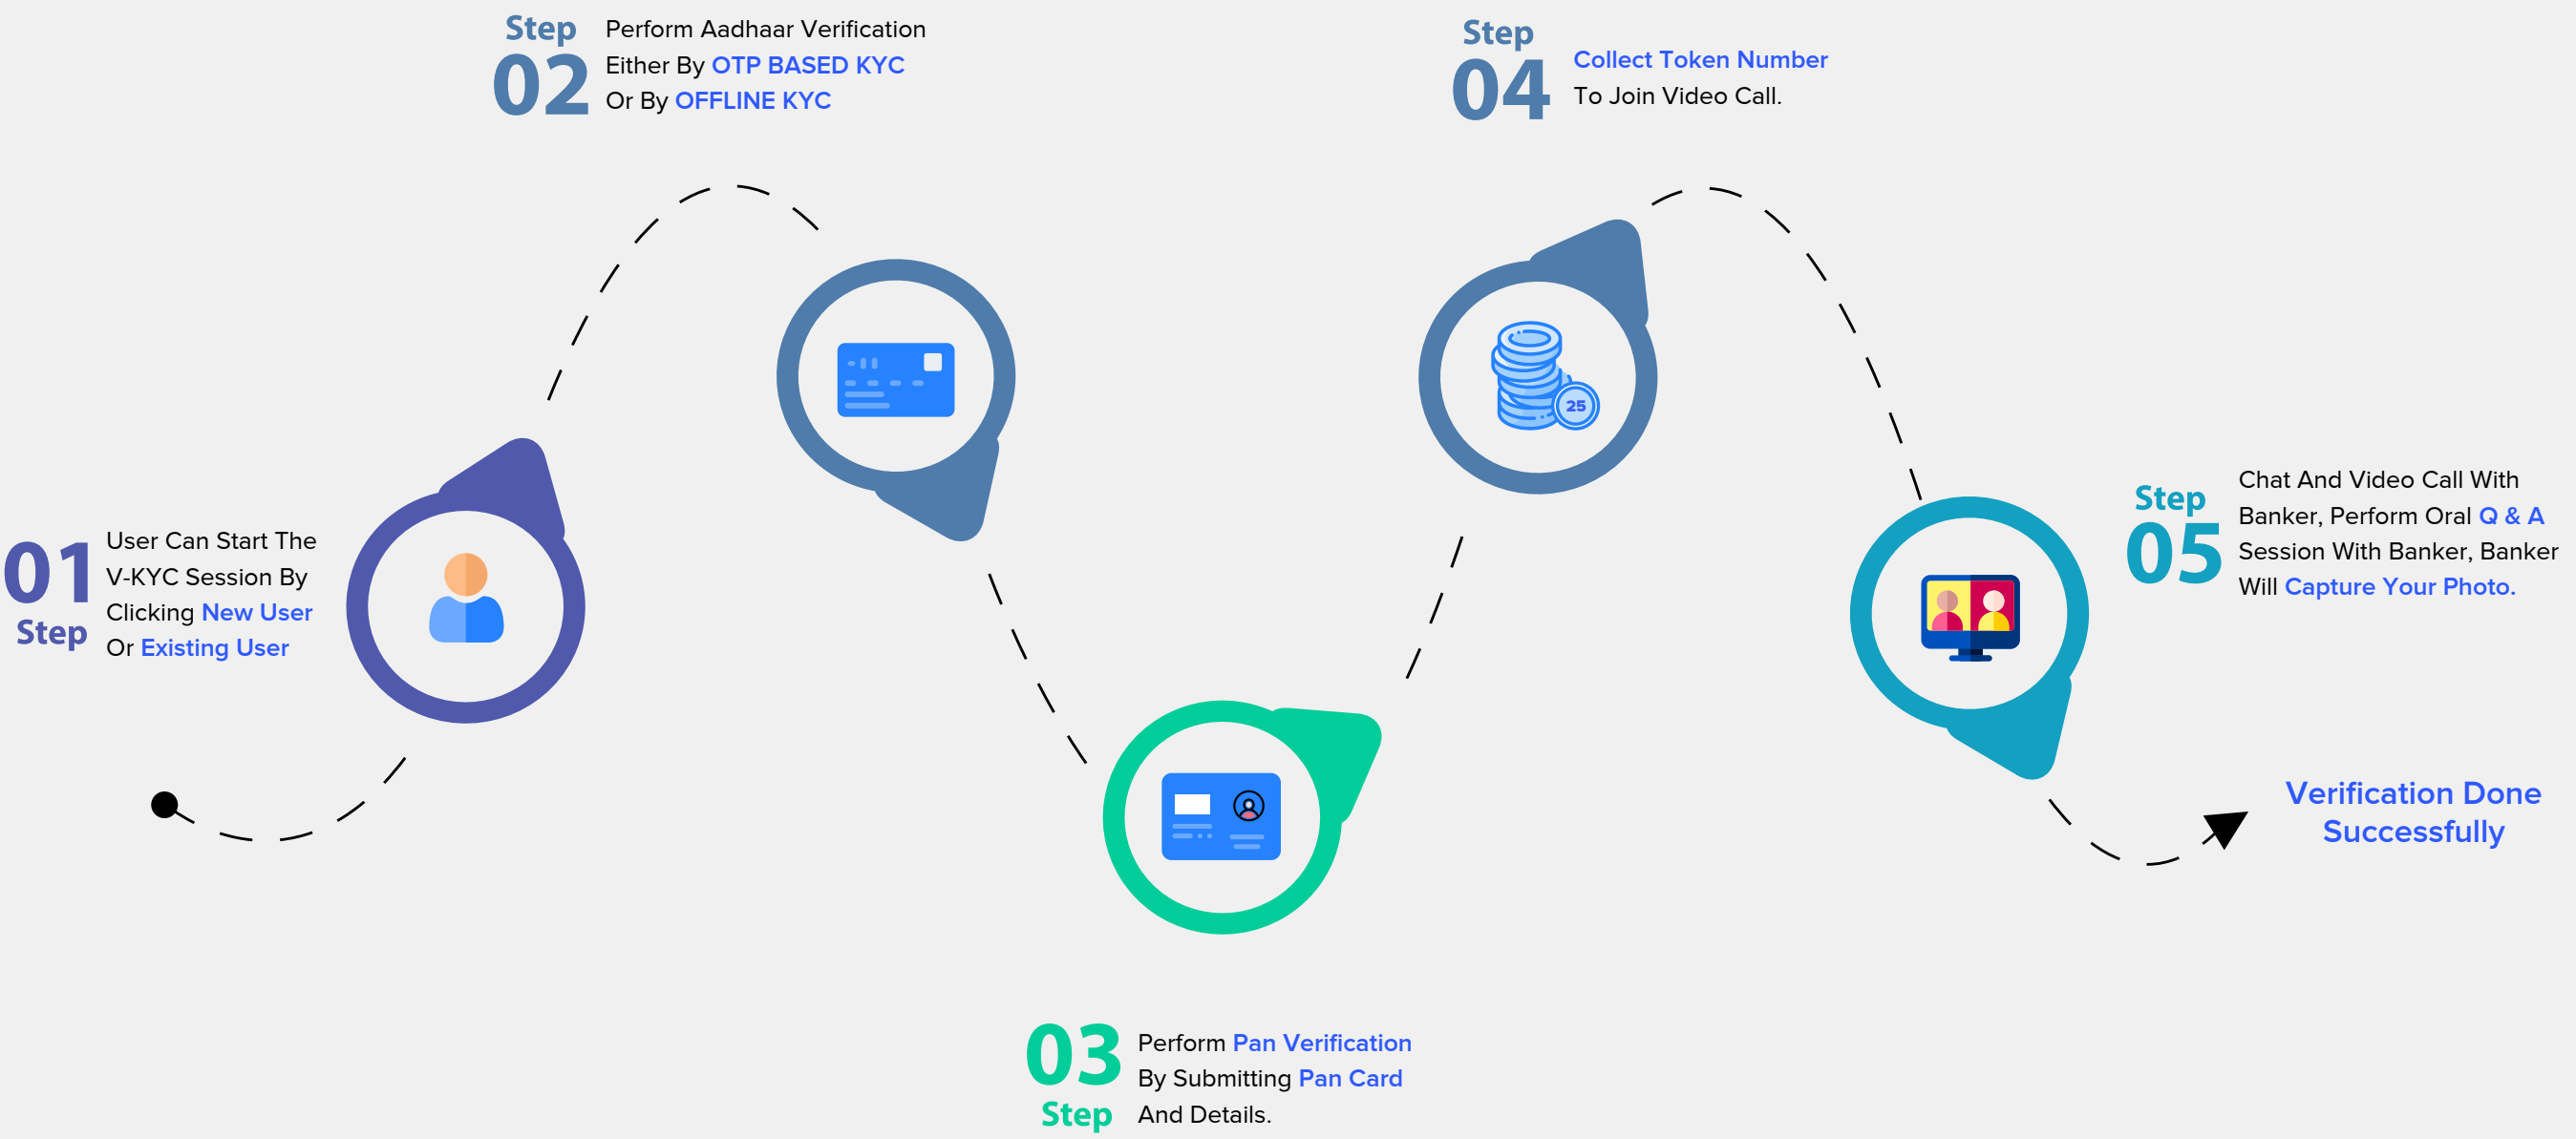 01
Step
User Can Start The
V-KYC Session By
Clicking New User
Or Existing User
Step
02
Perform Aadhaar Verification
Either By OTP BASED KYC
Or By OFFLINE KYC
03
Step
Perform Pan Verification
By Submitting Pan Card
And Details.
Step
04
Collect Token Number
To Join Video Call.
25
Step
05
Chat And Video Call With
Banker, Perform Oral Q & A
Session With Banker, Banker
Will Capture Your Photo.
Verification Done
Successfully